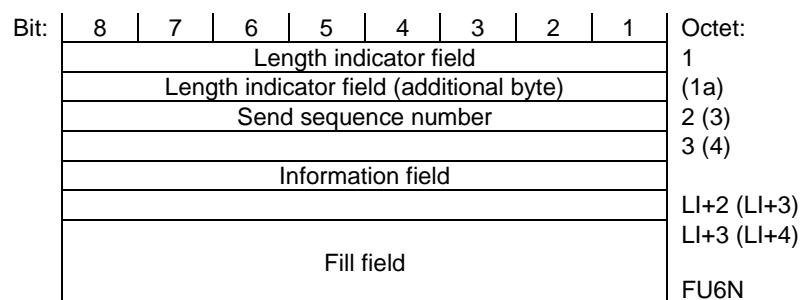 Bit: 8 7 6 5 4 3 2 1 Octet:
Length indicator field 1
Length indicator field (additional byte) (1a)
Send sequence number 2 (3)
3 (4)
Information field
LI+2 (LI+3)
LI+3 (LI+4)
Fill field
FU6N